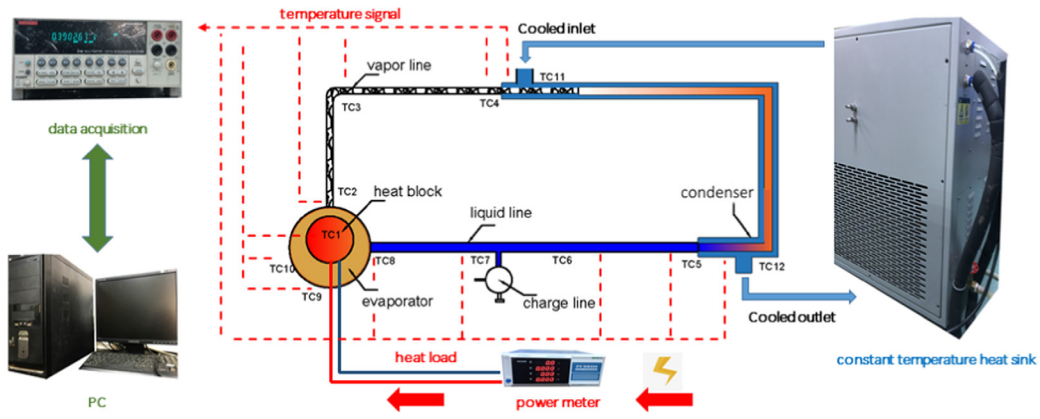 temperature signal
Cooled inlet
TC11
vapor line
TC3
TC4
data acquisition
TC2
heat block
condenser
liquid line
TC1
TC10
TC8
TC7
TC6
TC5
TC12
TC9
evaporator
charge line
Cooled outlet
heat load
constant temperature heat sink
PC
power meter